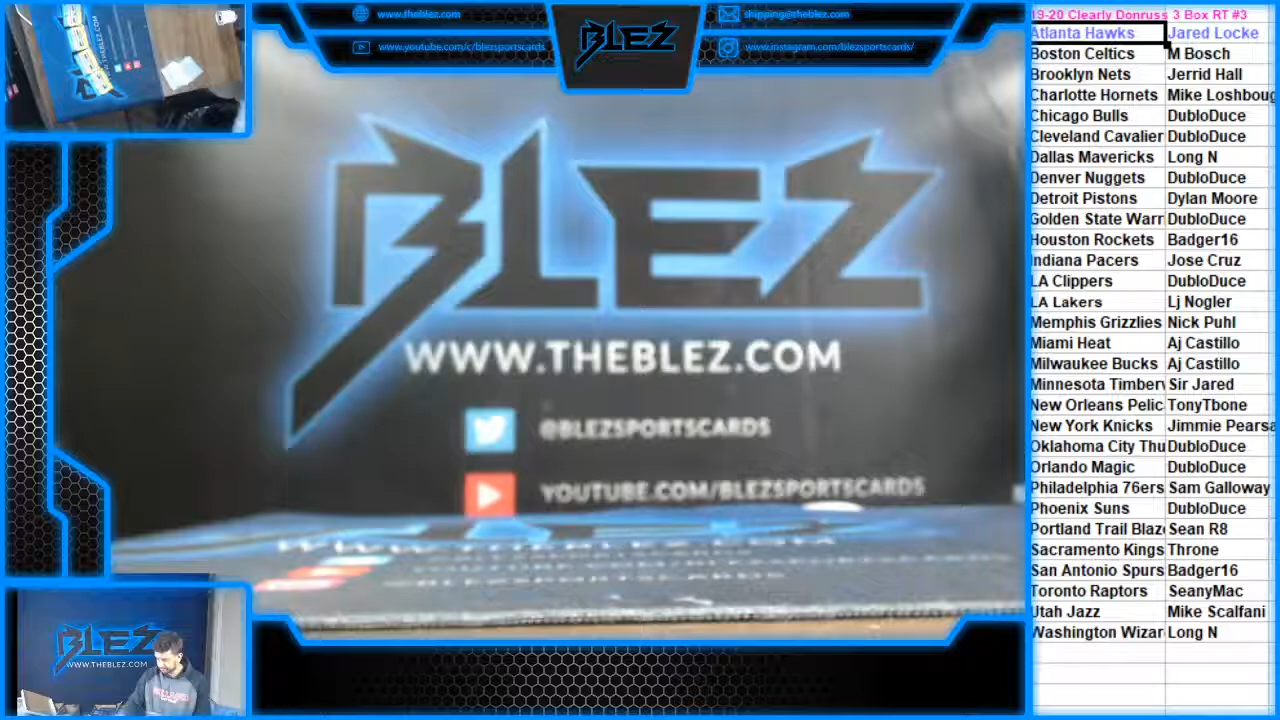 www.theblez.com
shipping@theblez.com
BLEZ
www.youtube.com/c/blezsportscards/
www.instagram.com/blezsportscards/
BLEZ
WWW.THEBLEZ.COM
@BLEZSPORTSCARDS
YOUTUBE.COM/BLEZSPORTSCARDS
BLEZ
WWW.THEBLEZ.COM
19-20 Clearly Donruss 3 Box RT #3
Atlanta Hawks Jared Locke
Boston Celtics M Bosch
Brooklyn Nets Jerrid Hall
Charlotte Hornets Mike Loshboug
Chicago Bulls DubloDuce
Cleveland Cavalier DubloDuce
Dallas Mavericks Long N
Denver Nuggets DubloDuce
Detroit Pistons Dylan Moore
Golden State Warr DubloDuce
Houston Rockets Badger16
Indiana Pacers Jose Cruz
LA Clippers DubloDuce
LA Lakers Lj Nogler
Memphis Grizzlies Nick Puhl
Miami Heat Aj Castillo
Milwaukee Bucks Aj Castillo
Minnesota Timberv Sir Jared
New Orleans Pelic TonyTbone
New York Knicks Jimmie Pearsa
Oklahoma City Thu DubloDuce
Orlando Magic DubloDuce
Philadelphia 76ers Sam Galloway
Phoenix Suns DubloDuce
Portland Trail Blaze Sean R8
Sacramento Kings Throne
San Antonio Spurs Badger16
Toronto Raptors SeanyMac
Utah Jazz Mike Scalfani
Washington Wizar Long N